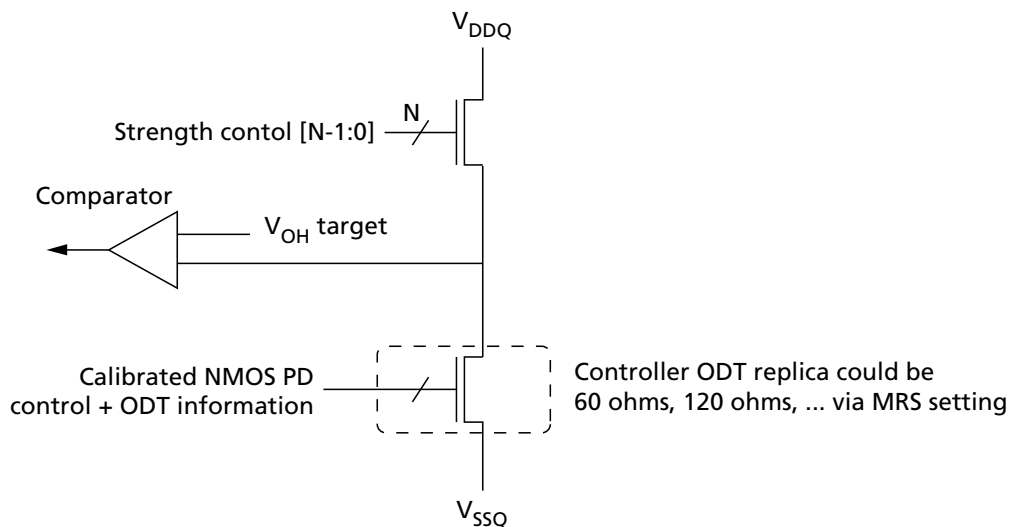 V_DDQ
N
Strength contol [N-1:0]
Comparator
V_OH target
Calibrated NMOS PD
control + ODT information
Controller ODT replica could be
60 ohms, 120 ohms, ... via MRS setting
V_SSQ